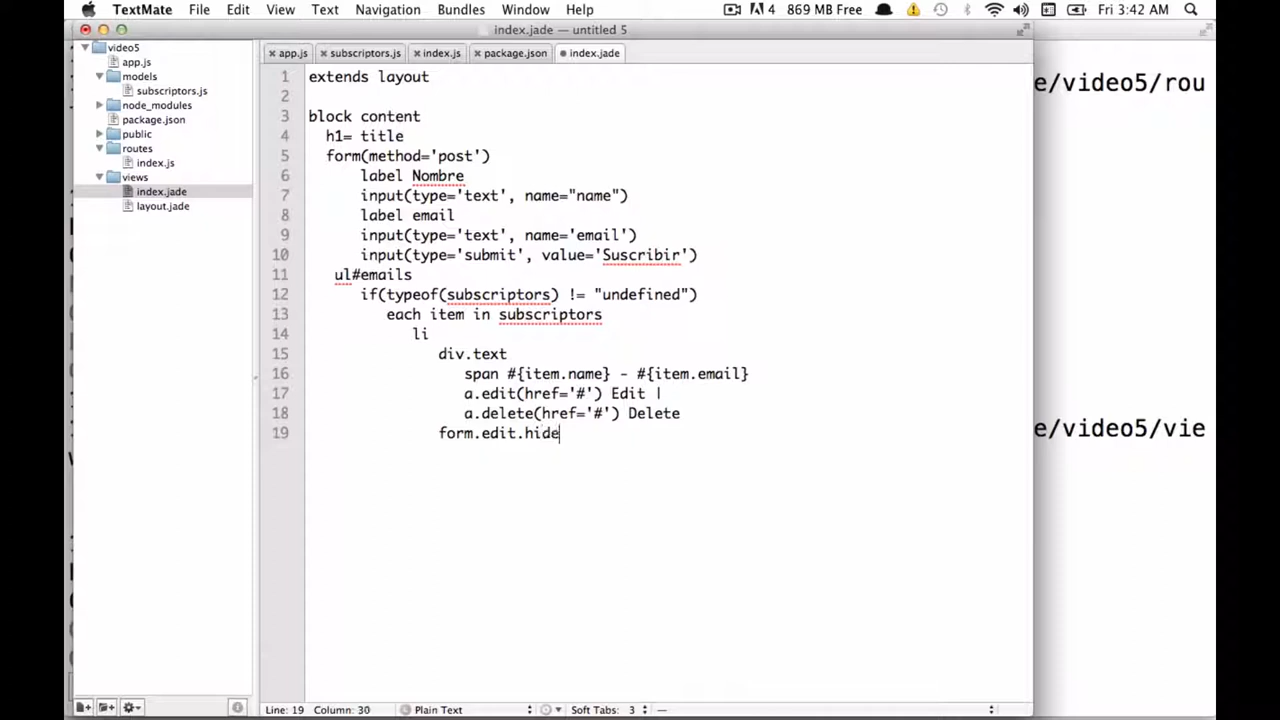 TextMate File Edit View Text Navigation Bundles Window Help 4 869 MB Free Fri 3:42 AM
index.jade — untitled 5
video5
app.js
models
subscriptors.js
node_modules
package.json
public
routes
index.js
views
index.jade
layout.jade
app.js subscriptors.js index.js package.json index.jade
1 extends layout
2
3 block content
4 h1= title
5 form(method='post')
6 label Nombre
7 input(type='text', name="name")
8 label email
9 input(type='text', name='email')
10 input(type='submit', value='Suscribir')
11 ul#emails
12 if(typeof(subscriptors) != "undefined")
13 each item in subscriptors
14 li
15 div.text
16 span #{item.name} - #{item.email}
17 a.edit(href='#') Edit |
18 a.delete(href='#') Delete
19 form.edit.hide
e/video5/rou
e/video5/vie
Line: 19 Column: 30 Plain Text Soft Tabs: 3 —